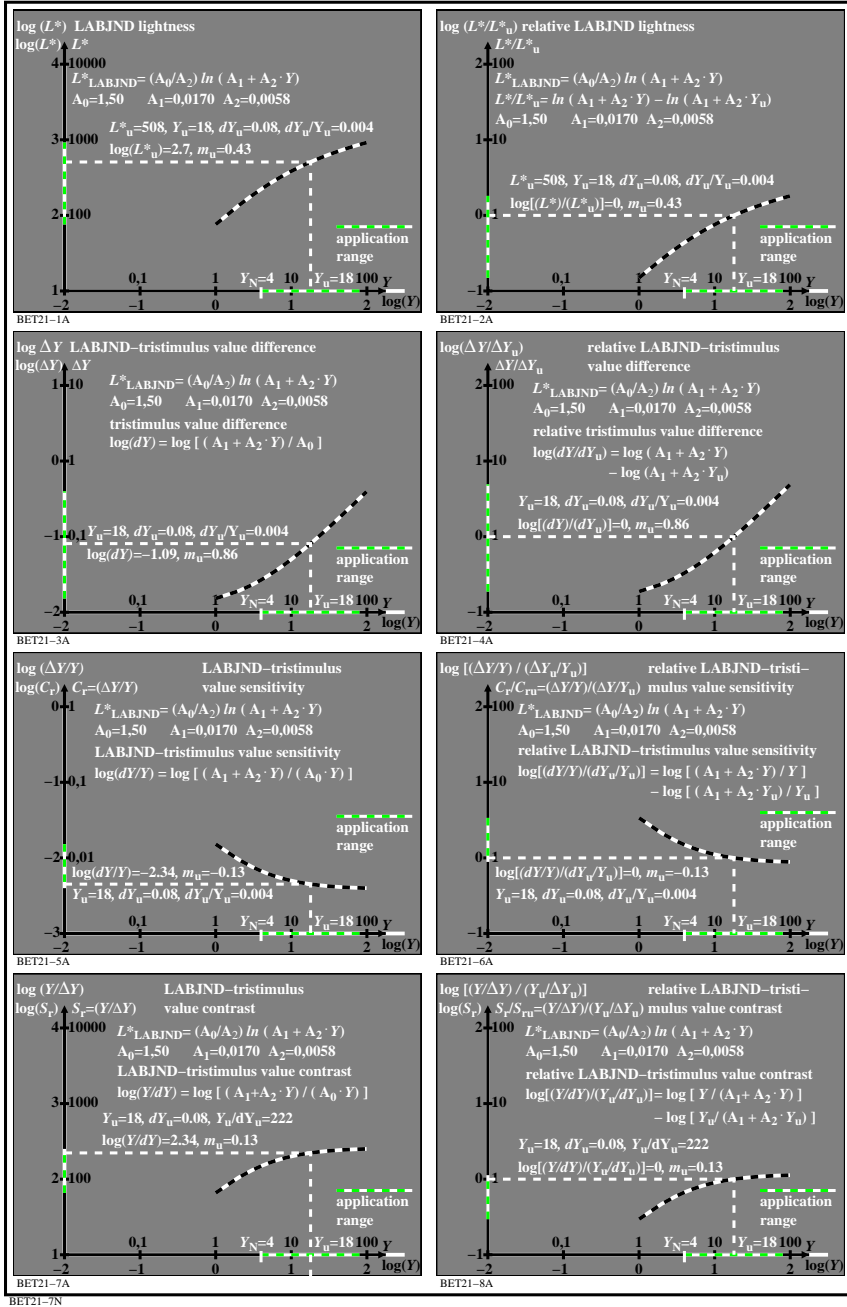 log (L*) LABJND lightness
log(L*) L*
4 10000
L*LABJND= (A0/A2) ln ( A1 + A2 · Y)
A0=1,50 A1=0,0170 A2=0,0058
L*u=508, Yu=18, dYu=0.08, dYu/Yu=0.004
3 1000
log(L*u)=2.7, mu=0.43
2 100
application
range
0,1 1 YN=4 10 Yu=18 100 Y
1
−2 −1 0 1 2 log(Y)
BET21−1A
log (L*/L*u) relative LABJND lightness
L*/L*u
2 100
L*LABJND= (A0/A2) ln ( A1 + A2 · Y)
L*/L*u= ln ( A1 + A2 · Y) − ln ( A1 + A2 · Yu)
A0=1,50 A1=0,0170 A2=0,0058
1 10
L*u=508, Yu=18, dYu=0.08, dYu/Yu=0.004
log[(L*)/(L*u)]=0, mu=0.43
0 1
application
range
0,1 1 YN=4 10 Yu=18 100 Y
−1
−2 −1 0 1 2 log(Y)
BET21−2A
log ΔY LABJND−tristimulus value difference
log(ΔY) ΔY
1 10
L*LABJND= (A0/A2) ln ( A1 + A2 · Y)
A0=1,50 A1=0,0170 A2=0,0058
tristimulus value difference
log(dY) = log [ ( A1 + A2 · Y) / A0 ]
0 1
Yu=18, dYu=0.08, dYu/Yu=0.004
−1 0,1
log(dY)=−1.09, mu=0.86
application
range
0,1 1 YN=4 10 Yu=18 100 Y
−2
−2 −1 0 1 2 log(Y)
BET21−3A
log(ΔY/ΔYu) relative LABJND−tristimulus
ΔY/ΔYu value difference
2 100
L*LABJND= (A0/A2) ln ( A1 + A2 · Y)
A0=1,50 A1=0,0170 A2=0,0058
relative tristimulus value difference
log(dY/dYu) = log ( A1 + A2 · Y)
− log (A1 + A2 · Yu)
1 10
Yu=18, dYu=0.08, dYu/Yu=0.004
log[(dY)/(dYu)]=0, mu=0.86
0 1
application
range
0,1 1 YN=4 10 Yu=18 100 Y
−1
−2 −1 0 1 2 log(Y)
BET21−4A
log (ΔY/Y) LABJND−tristimulus
log(Cr) Cr=(ΔY/Y) value sensitivity
0 1
L*LABJND= (A0/A2) ln ( A1 + A2 · Y)
A0=1,50 A1=0,0170 A2=0,0058
LABJND−tristimulus value sensitivity
log(dY/Y) = log [ ( A1 + A2 · Y) / ( A0 · Y) ]
−1 0,1
application
range
−2 0,01
log(dY/Y)=−2.34, mu=−0.13
Yu=18, dYu=0.08, dYu/Yu=0.004
0,1 1 YN=4 10 Yu=18 100 Y
−3
−2 −1 0 1 2 log(Y)
BET21−5A
log [(ΔY/Y) / (ΔYu/Yu)] relative LABJND−tristi−
Cr/Cru=(ΔY/Y)/(ΔY/Yu) mulus value sensitivity
2 100
L*LABJND= (A0/A2) ln ( A1 + A2 · Y)
A0=1,50 A1=0,0170 A2=0,0058
relative LABJND−tristimulus value sensitivity
log[(dY/Y)/(dYu/Yu)] = log [ ( A1 + A2 · Y) / Y ]
− log [ ( A1 + A2 · Yu) / Yu ]
1 10
application
range
0 1
log[(dY/Y)/(dYu/Yu)]=0, mu=−0.13
Yu=18, dYu=0.08, dYu/Yu=0.004
0,1 1 YN=4 10 Yu=18 100 Y
−1
−2 −1 0 1 2 log(Y)
BET21−6A
log (Y/ΔY) LABJND−tristimulus
log(Sr) Sr=(Y/ΔY) value contrast
4 10000
L*LABJND= (A0/A2) ln ( A1 + A2 · Y)
A0=1,50 A1=0,0170 A2=0,0058
LABJND−tristimulus value contrast
log(Y/dY) = log [ ( A1+A2 · Y) / ( A0 · Y) ]
3 1000
Yu=18, dYu=0.08, Yu/dYu=222
log(Y/dY)=2.34, mu=0.13
2 100
application
range
0,1 1 YN=4 10 Yu=18 100 Y
1
−2 −1 0 1 2 log(Y)
BET21−7A
log [(Y/ΔY) / (Yu/ΔYu)] relative LABJND−tristi−
log(Sr) Sr/Sru=(Y/ΔY)/(Yu/ΔYu) mulus value contrast
2 100
L*LABJND= (A0/A2) ln ( A1 + A2 · Y)
A0=1,50 A1=0,0170 A2=0,0058
relative LABJND−tristimulus value contrast
log[(Y/dY)/(Yu/dYu)]= log [ Y / (A1+ A2 · Y) ]
− log [ Yu/ (A1 + A2 · Yu) ]
1 10
Yu=18, dYu=0.08, Yu/dYu=222
log[(Y/dY)/(Yu/dYu)]=0, mu=0.13
0 1
application
range
0,1 1 YN=4 10 Yu=18 100 Y
−1
−2 −1 0 1 2 log(Y)
BET21−8A
BET21−7N